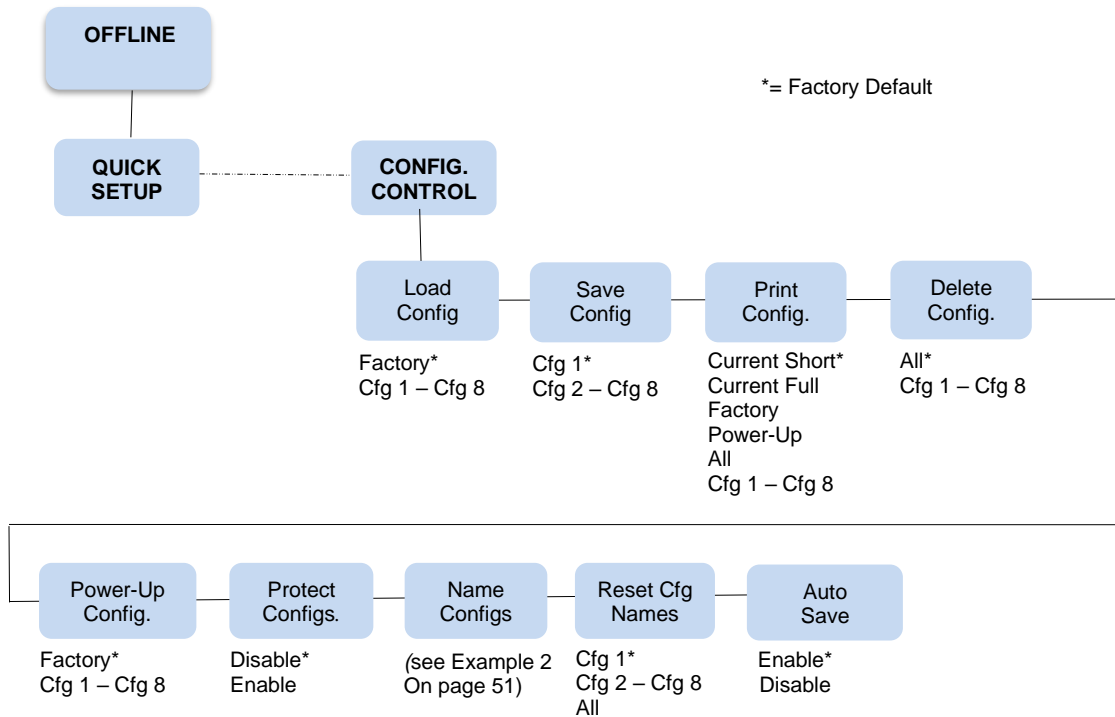 OFFLINE
*= Factory Default
QUICK
SETUP
CONFIG.
CONTROL
Load
Config
Factory*
Cfg 1 – Cfg 8
Save
Config
Cfg 1*
Cfg 2 – Cfg 8
Print
Config.
Current Short*
Current Full
Factory
Power-Up
All
Cfg 1 – Cfg 8
Delete
Config.
All*
Cfg 1 – Cfg 8
Power-Up
Config.
Factory*
Cfg 1 – Cfg 8
Protect
Configs.
Disable*
Enable
Name
Configs
(see Example 2
On page 51)
Reset Cfg
Names
Cfg 1*
Cfg 2 – Cfg 8
All
Auto
Save
Enable*
Disable